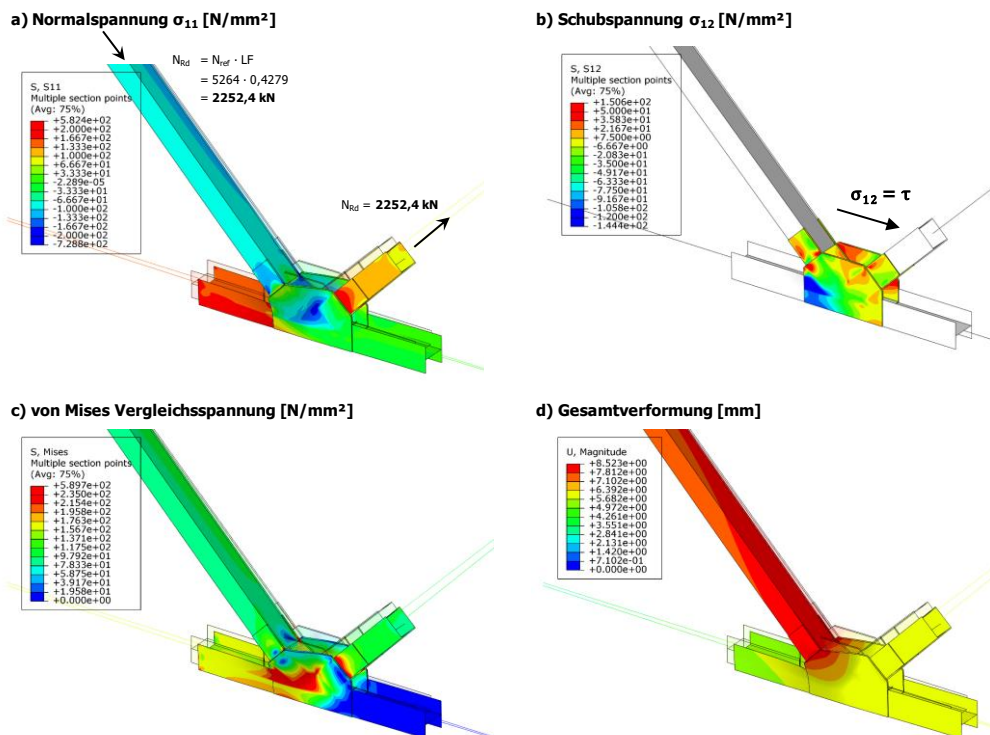 a) Normalspannung σ11 [N/mm²]
NRd = Nref · LF
= 5264 · 0,4279
= 2252,4 kN
S, S11
Multiple section points
(Avg: 75%)
+5.824e+02
+2.000e+02
+1.667e+02
+1.333e+02
+1.000e+02
+6.667e+01
+3.333e+01
-2.289e-05
-3.333e+01
-6.667e+01
-1.000e+02
-1.333e+02
-1.667e+02
-2.000e+02
-7.288e+02
NRd = 2252,4 kN
b) Schubspannung σ12 [N/mm²]
S, S12
Multiple section points
(Avg: 75%)
+1.506e+02
+5.000e+01
+3.583e+01
+2.167e+01
+7.500e+00
-6.667e+00
-2.083e+01
-3.500e+01
-4.917e+01
-6.333e+01
-7.750e+01
-9.167e+01
-1.058e+02
-1.200e+02
-1.444e+02
σ12 = τ
c) von Mises Vergleichsspannung [N/mm²]
S, Mises
Multiple section points
(Avg: 75%)
+5.897e+02
+2.350e+02
+2.154e+02
+1.958e+02
+1.763e+02
+1.567e+02
+1.371e+02
+1.175e+02
+9.792e+01
+7.833e+01
+5.875e+01
+3.917e+01
+1.958e+01
+0.000e+00
d) Gesamtverformung [mm]
U, Magnitude
+8.523e+00
+7.812e+00
+7.102e+00
+6.392e+00
+5.682e+00
+4.972e+00
+4.261e+00
+3.551e+00
+2.841e+00
+2.131e+00
+1.420e+00
+7.102e-01
+0.000e+00